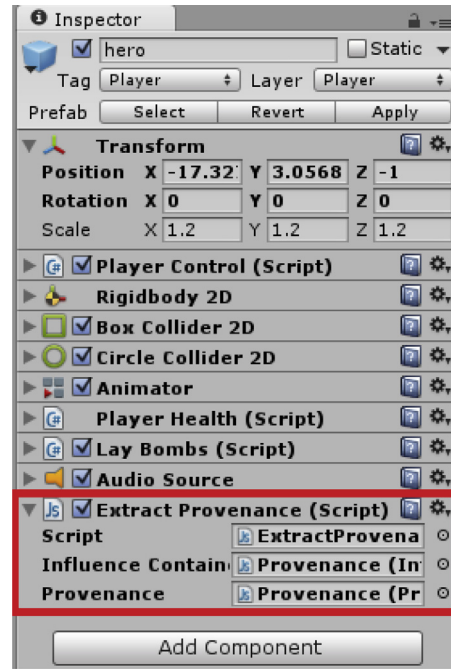 Inspector
hero Static
Tag Player Layer Player
Prefab Select Revert Apply
Transform
Position X -17.32 Y 3.0568 Z -1
Rotation X 0 Y 0 Z 0
Scale X 1.2 Y 1.2 Z 1.2
Player Control (Script)
Rigidbody 2D
Box Collider 2D
Circle Collider 2D
Animator
Player Health (Script)
Lay Bombs (Script)
Audio Source
Js Extract Provenance (Script)
Script ExtractProvena
Influence Contain Provenance (In
Provenance Provenance (Pr
Add Component